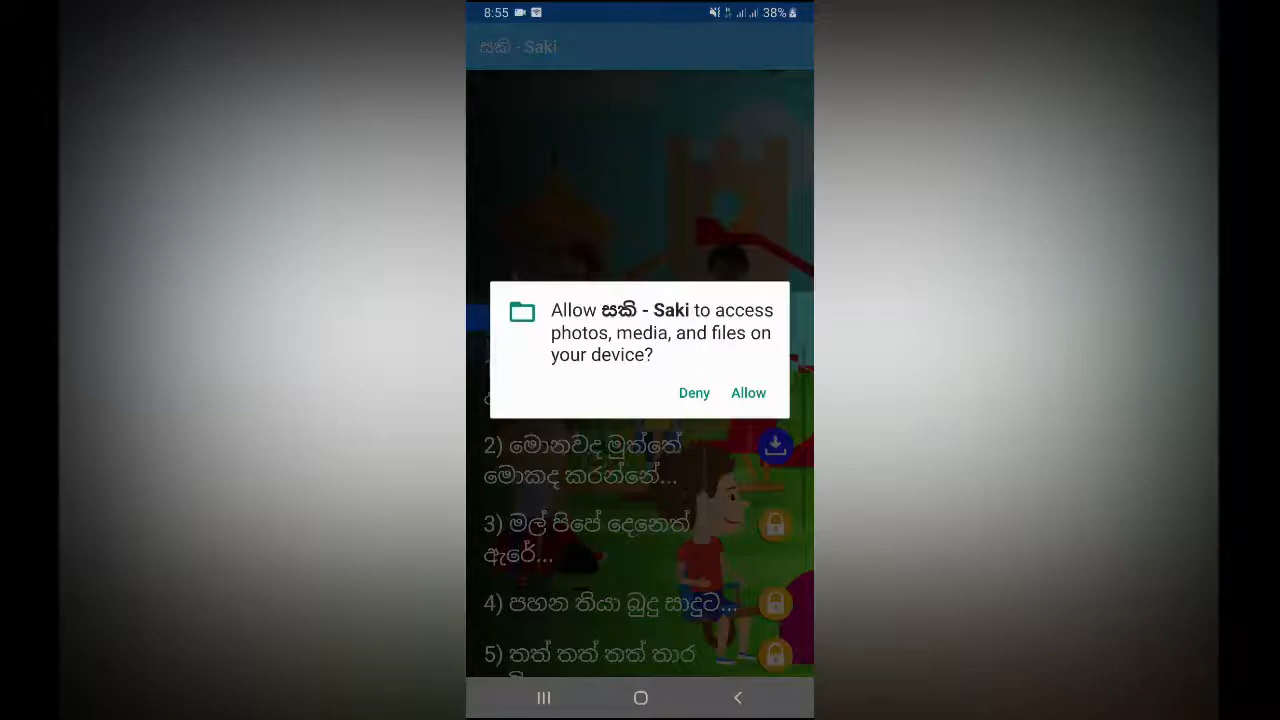 8:55
38%
සකි - Saki
Allow සකි - Saki to access
photos, media, and files on
your device?
Deny Allow
2) මොනවද මුත්තේ
මොකද කරන්නේ...
3) මල් පිපේ දෙනෙත්
ඇරේ...
4) පහන තියා බුදු සාදුට...
5) තත් තත් තත් තාර